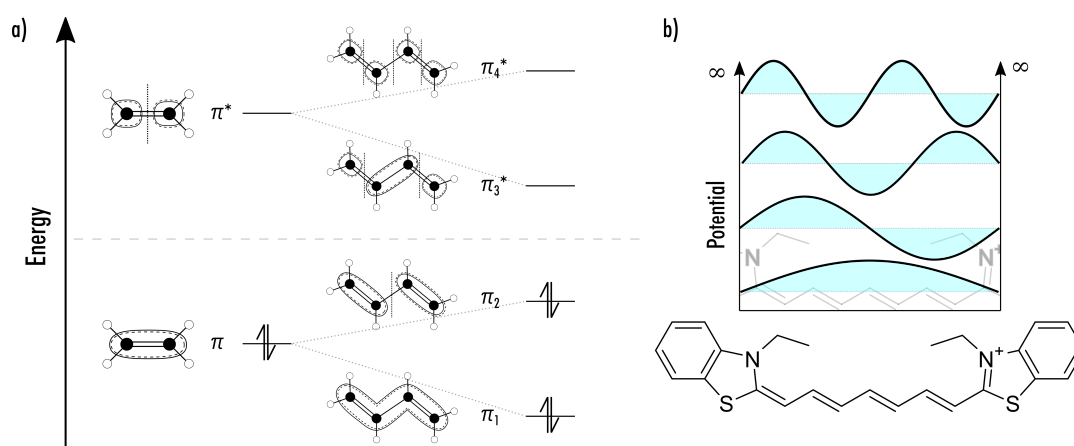 a)
Energy
π*
π
π₄*
π₃*
π₂
π₁
b)
∞
∞
Potential
N
N⁺
N
S
N⁺
S